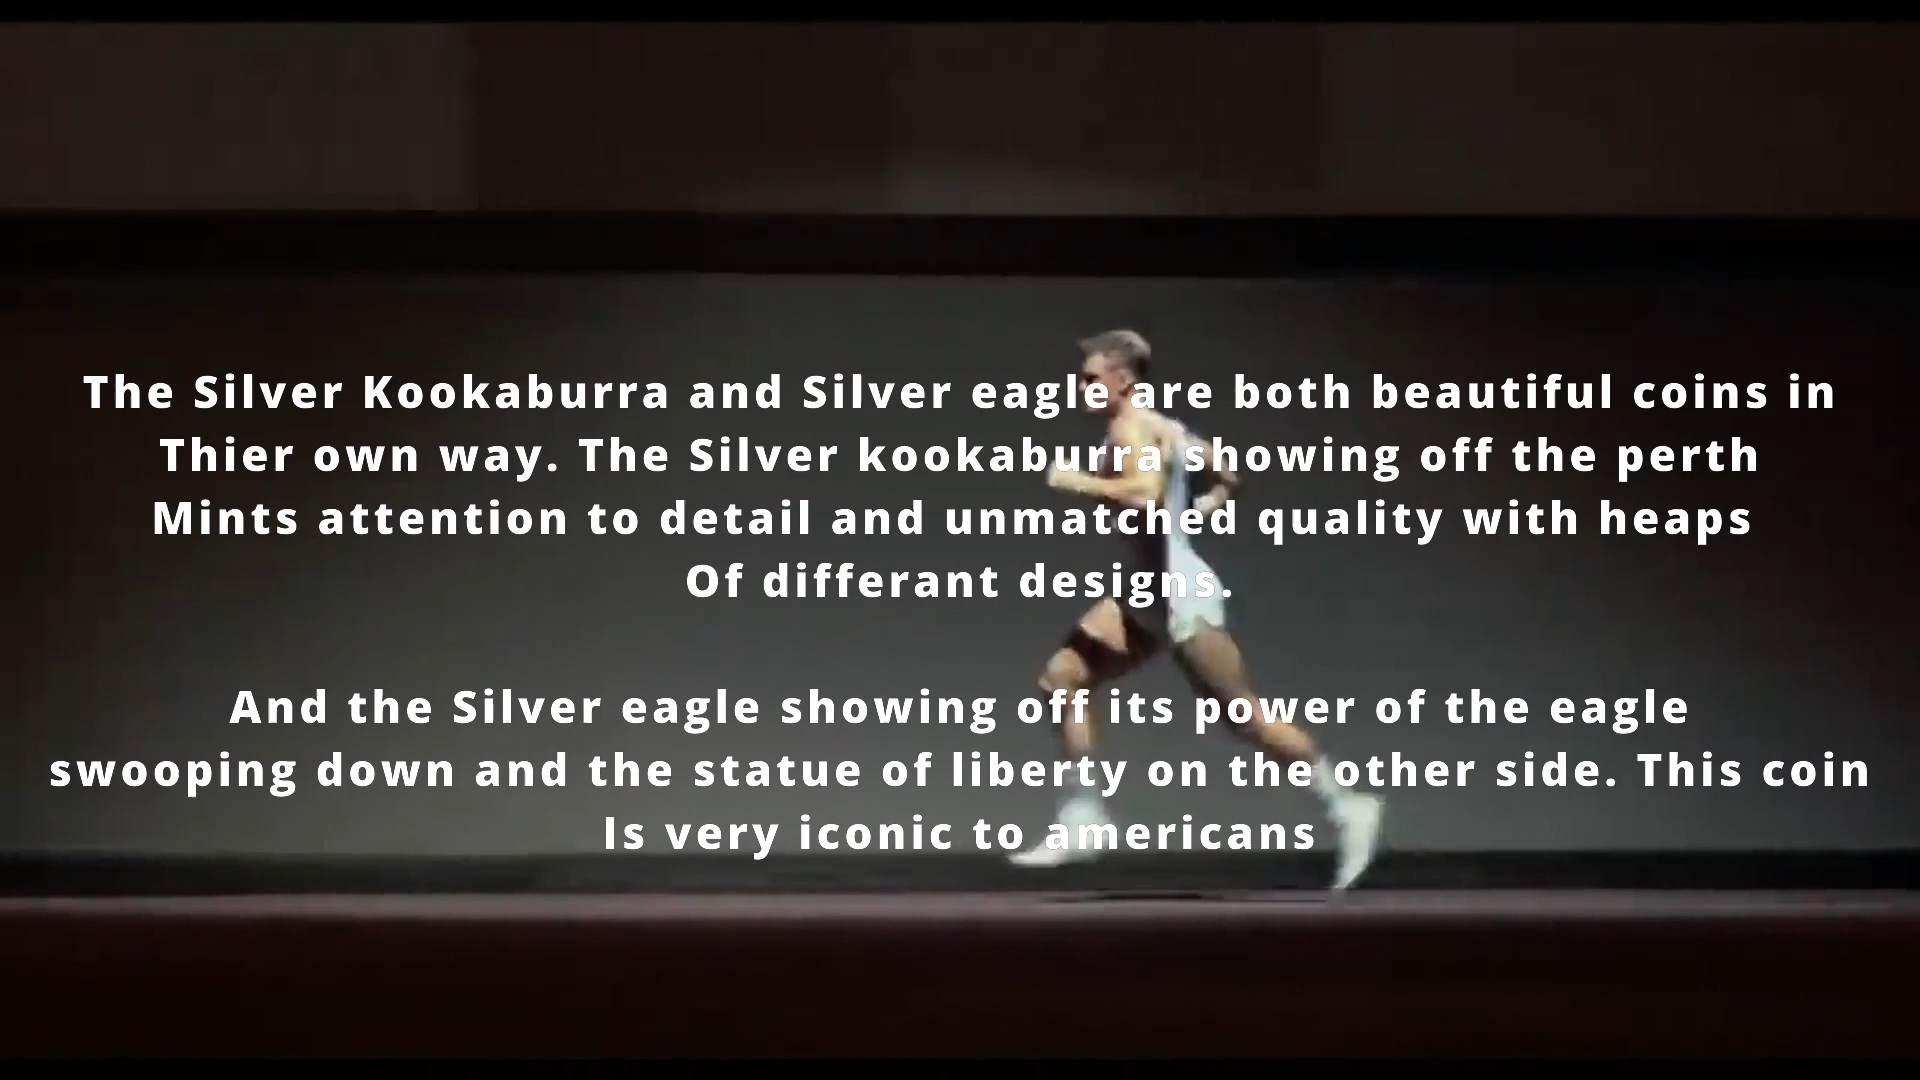 The Silver Kookaburra and Silver eagle are both beautiful coins in
Thier own way. The Silver kookaburra showing off the perth
Mints attention to detail and unmatched quality with heaps
Of differant designs.
And the Silver eagle showing off its power of the eagle
swooping down and the statue of liberty on the other side. This coin
Is very iconic to americans